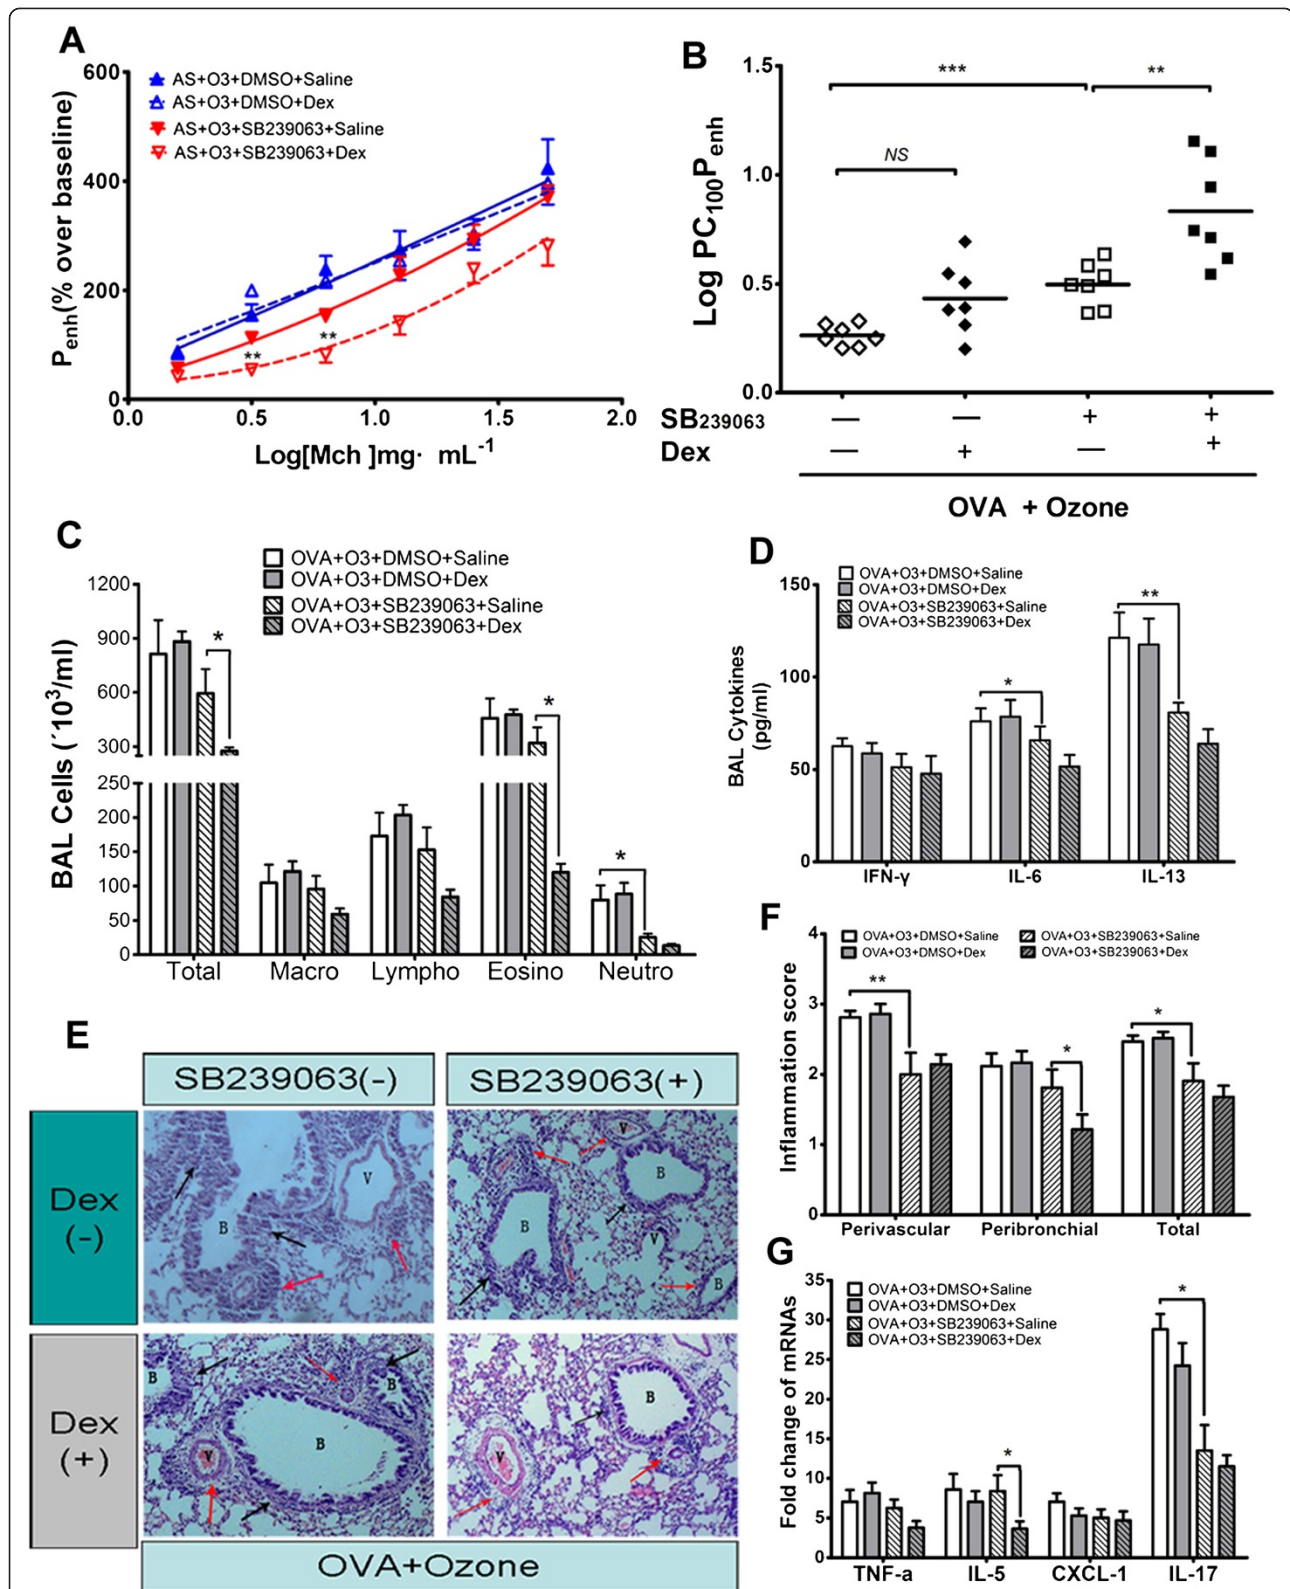 A
600
400
200
0
0.0
0.5
1.0
1.5
2.0
Penh(% over baseline)
AS+O3+DMSO+Saline
AS+O3+DMSO+Dex
AS+O3+SB239063+Saline
AS+O3+SB239063+Dex
**
**
Log[Mch ]mg· mL-1
B
1.5
1.0
0.5
0.0
Log PC100Penh
***
**
NS
SB239063 — — + +
Dex — + — +
OVA + Ozone
C
OVA+O3+DMSO+Saline
OVA+O3+DMSO+Dex
OVA+O3+SB239063+Saline
OVA+O3+SB239063+Dex
1200
900
600
300
250
200
150
100
50
0
BAL Cells (´10³/ml)
*
*
*
Total Macro Lympho Eosino Neutro
D
OVA+O3+DMSO+Saline
OVA+O3+DMSO+Dex
OVA+O3+SB239063+Saline
OVA+O3+SB239063+Dex
150
100
50
0
BAL Cytokines
(pg/ml)
*
**
IFN-γ IL-6 IL-13
E
SB239063(-) SB239063(+)
Dex
(-)
Dex
(+)
V
B
V
B
B
V
B
B
B
B
V
B
V
OVA+Ozone
F
OVA+O3+DMSO+Saline OVA+O3+SB239063+Saline
OVA+O3+DMSO+Dex OVA+O3+SB239063+Dex
4
3
2
1
0
Inflammation score
**
*
*
Perivascular Peribronchial Total
G
OVA+O3+DMSO+Saline
OVA+O3+DMSO+Dex
OVA+O3+SB239063+Saline
OVA+O3+SB239063+Dex
35
30
25
20
15
10
5
0
Fold change of mRNAs
*
*
TNF-a IL-5 CXCL-1 IL-17